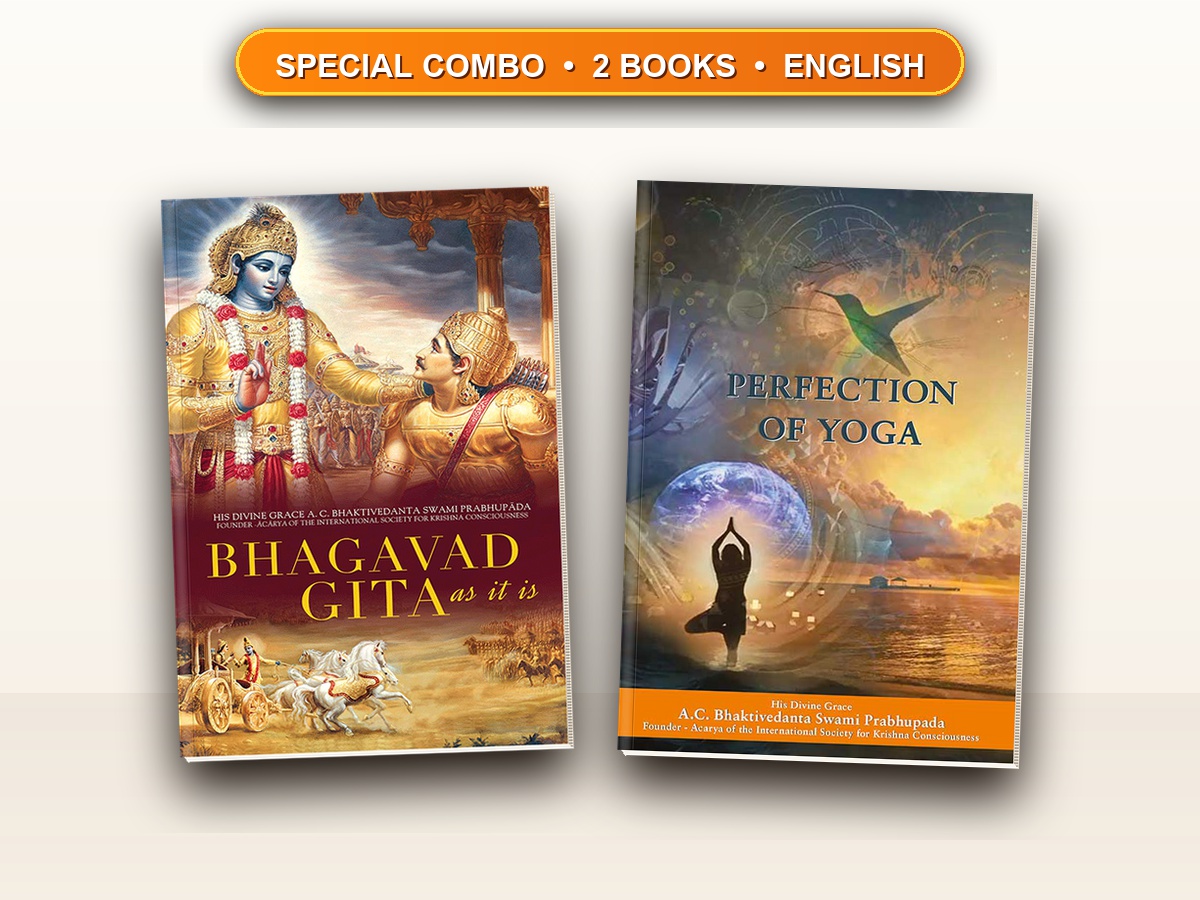 SPECIAL COMBO • 2 BOOKS • ENGLISH
HIS DIVINE GRACE A. C. BHAKTIVEDANTA SWAMI PRABHUPĀDA
FOUNDER -ACĀRYA OF THE INTERNATIONAL SOCIETY FOR KRISHNA CONSCIOUSNESS
BHAGAVAD
GITA as it is
PERFECTION
OF YOGA
His Divine Grace
A.C. Bhaktivedanta Swami Prabhupada
Founder - Acarya of the International Society for Krishna Consciousness